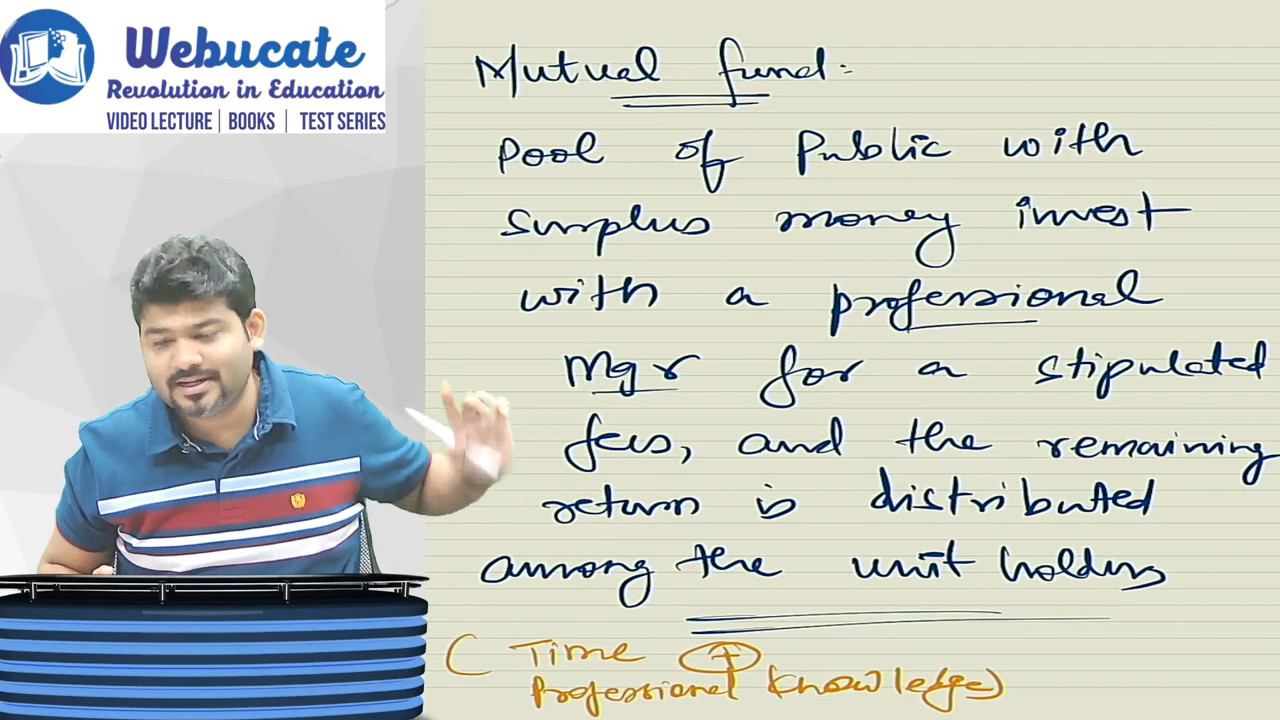 Webucate
Revolution in Education
VIDEO LECTURE | BOOKS | TEST SERIES
Mutual fund:
Pool of Public with
surplus money invest
with a professional
Mgr for a stipulated
fees, and the remaining
return is distributed
among the unit holders
( Time +
Professional Knowledge)